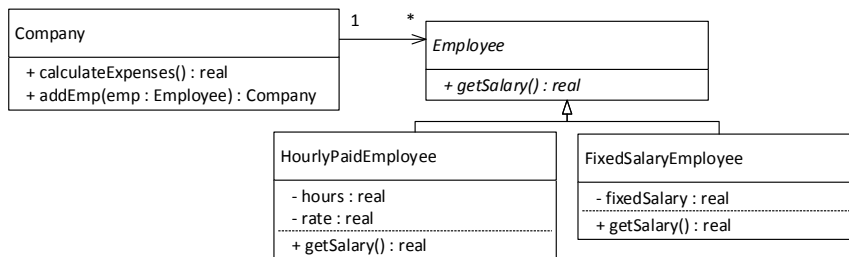 Company
+ calculateExpenses() : real
+ addEmp(emp : Employee) : Company
1
*
Employee
+ getSalary() : real
HourlyPaidEmployee
- hours : real
- rate : real
+ getSalary() : real
FixedSalaryEmployee
- fixedSalary : real
+ getSalary() : real